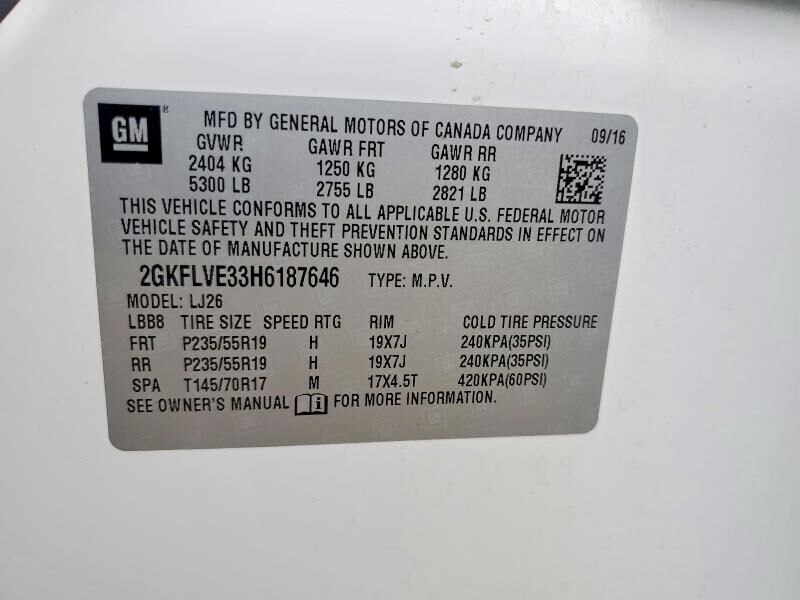 GM MFD BY GENERAL MOTORS OF CANADA COMPANY 09/16
GVWR GAWR FRT GAWR RR
2404 KG 1250 KG 1280 KG
5300 LB 2755 LB 2821 LB
THIS VEHICLE CONFORMS TO ALL APPLICABLE U.S. FEDERAL MOTOR
VEHICLE SAFETY AND THEFT PREVENTION STANDARDS IN EFFECT ON
THE DATE OF MANUFACTURE SHOWN ABOVE.
2GKFLVE33H6187646 TYPE: M.P.V.
MODEL: LJ26
LBB8 TIRE SIZE SPEED RTG RIM COLD TIRE PRESSURE
FRT P235/55R19 H 19X7J 240KPA(35PSI)
RR P235/55R19 H 19X7J 240KPA(35PSI)
SPA T145/70R17 M 17X4.5T 420KPA(60PSI)
SEE OWNER'S MANUAL FOR MORE INFORMATION.